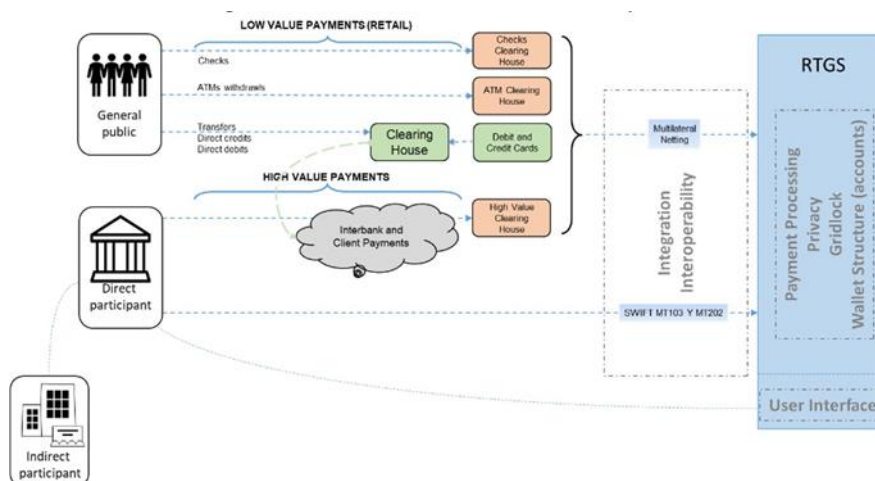 LOW VALUE PAYMENTS (RETAIL)
Checks
Checks
Clearing
House
RTGS
General
public
ATMs withdrawls
ATM Clearing
House
Transfers
Direct credits
Direct debits
Clearing
House
Debit and
Credit Cards
Multilateral
Netting
HIGH VALUE PAYMENTS
High Value
Clearing
House
Interbank and
Client Payments
Integration
Interoperability
Payment Processing
Privacy
Gridlock
Wallet Structure (accounts)
Direct
participant
SWIFT MT103 Y MT202
User Interface
Indirect
participant